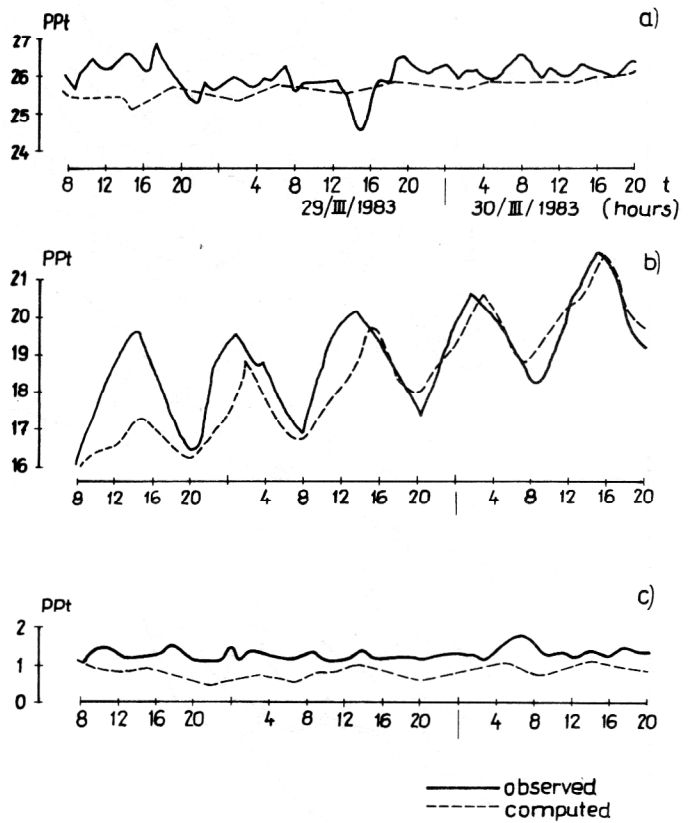 a)
PPt
27
26
25
24
8 12 16 20 4 8 12 16 20 4 8 12 16 20 t
29/III/1983 30/III/1983 (hours)
b)
PPt
21
20
19
18
17
16
8 12 16 20 4 8 12 16 20 4 8 12 16 20
c)
PPt
2
1
0
8 12 16 20 4 8 12 16 20 4 8 12 16 20
observed
computed